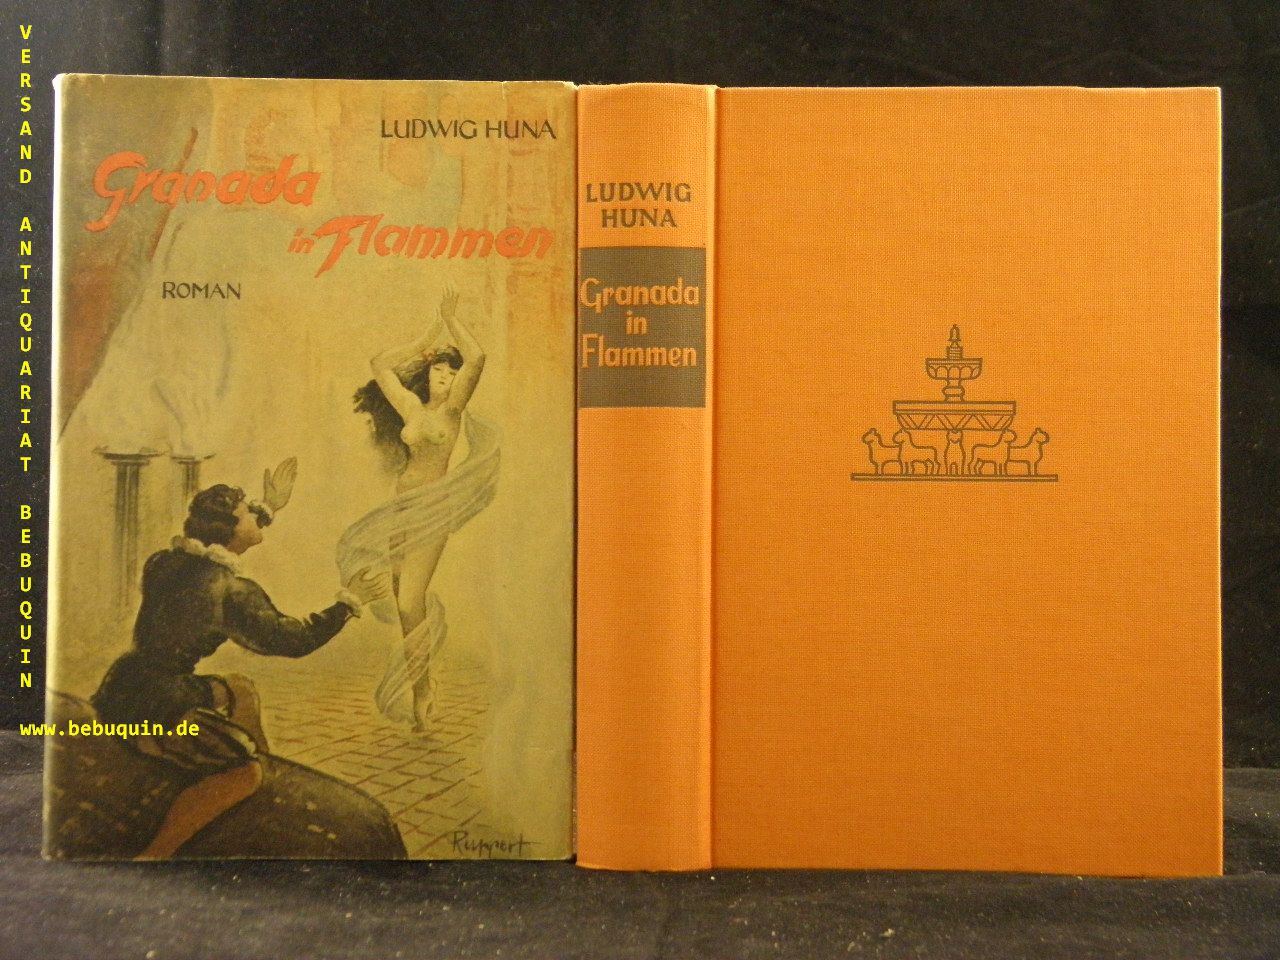 VERSAND ANTIQUARIAT BEBUQUIN
www.bebuquin.de
LUDWIG HUNA
Granada
in Flammen
ROMAN
Ruppert
LUDWIG
HUNA
Granada
in
Flammen